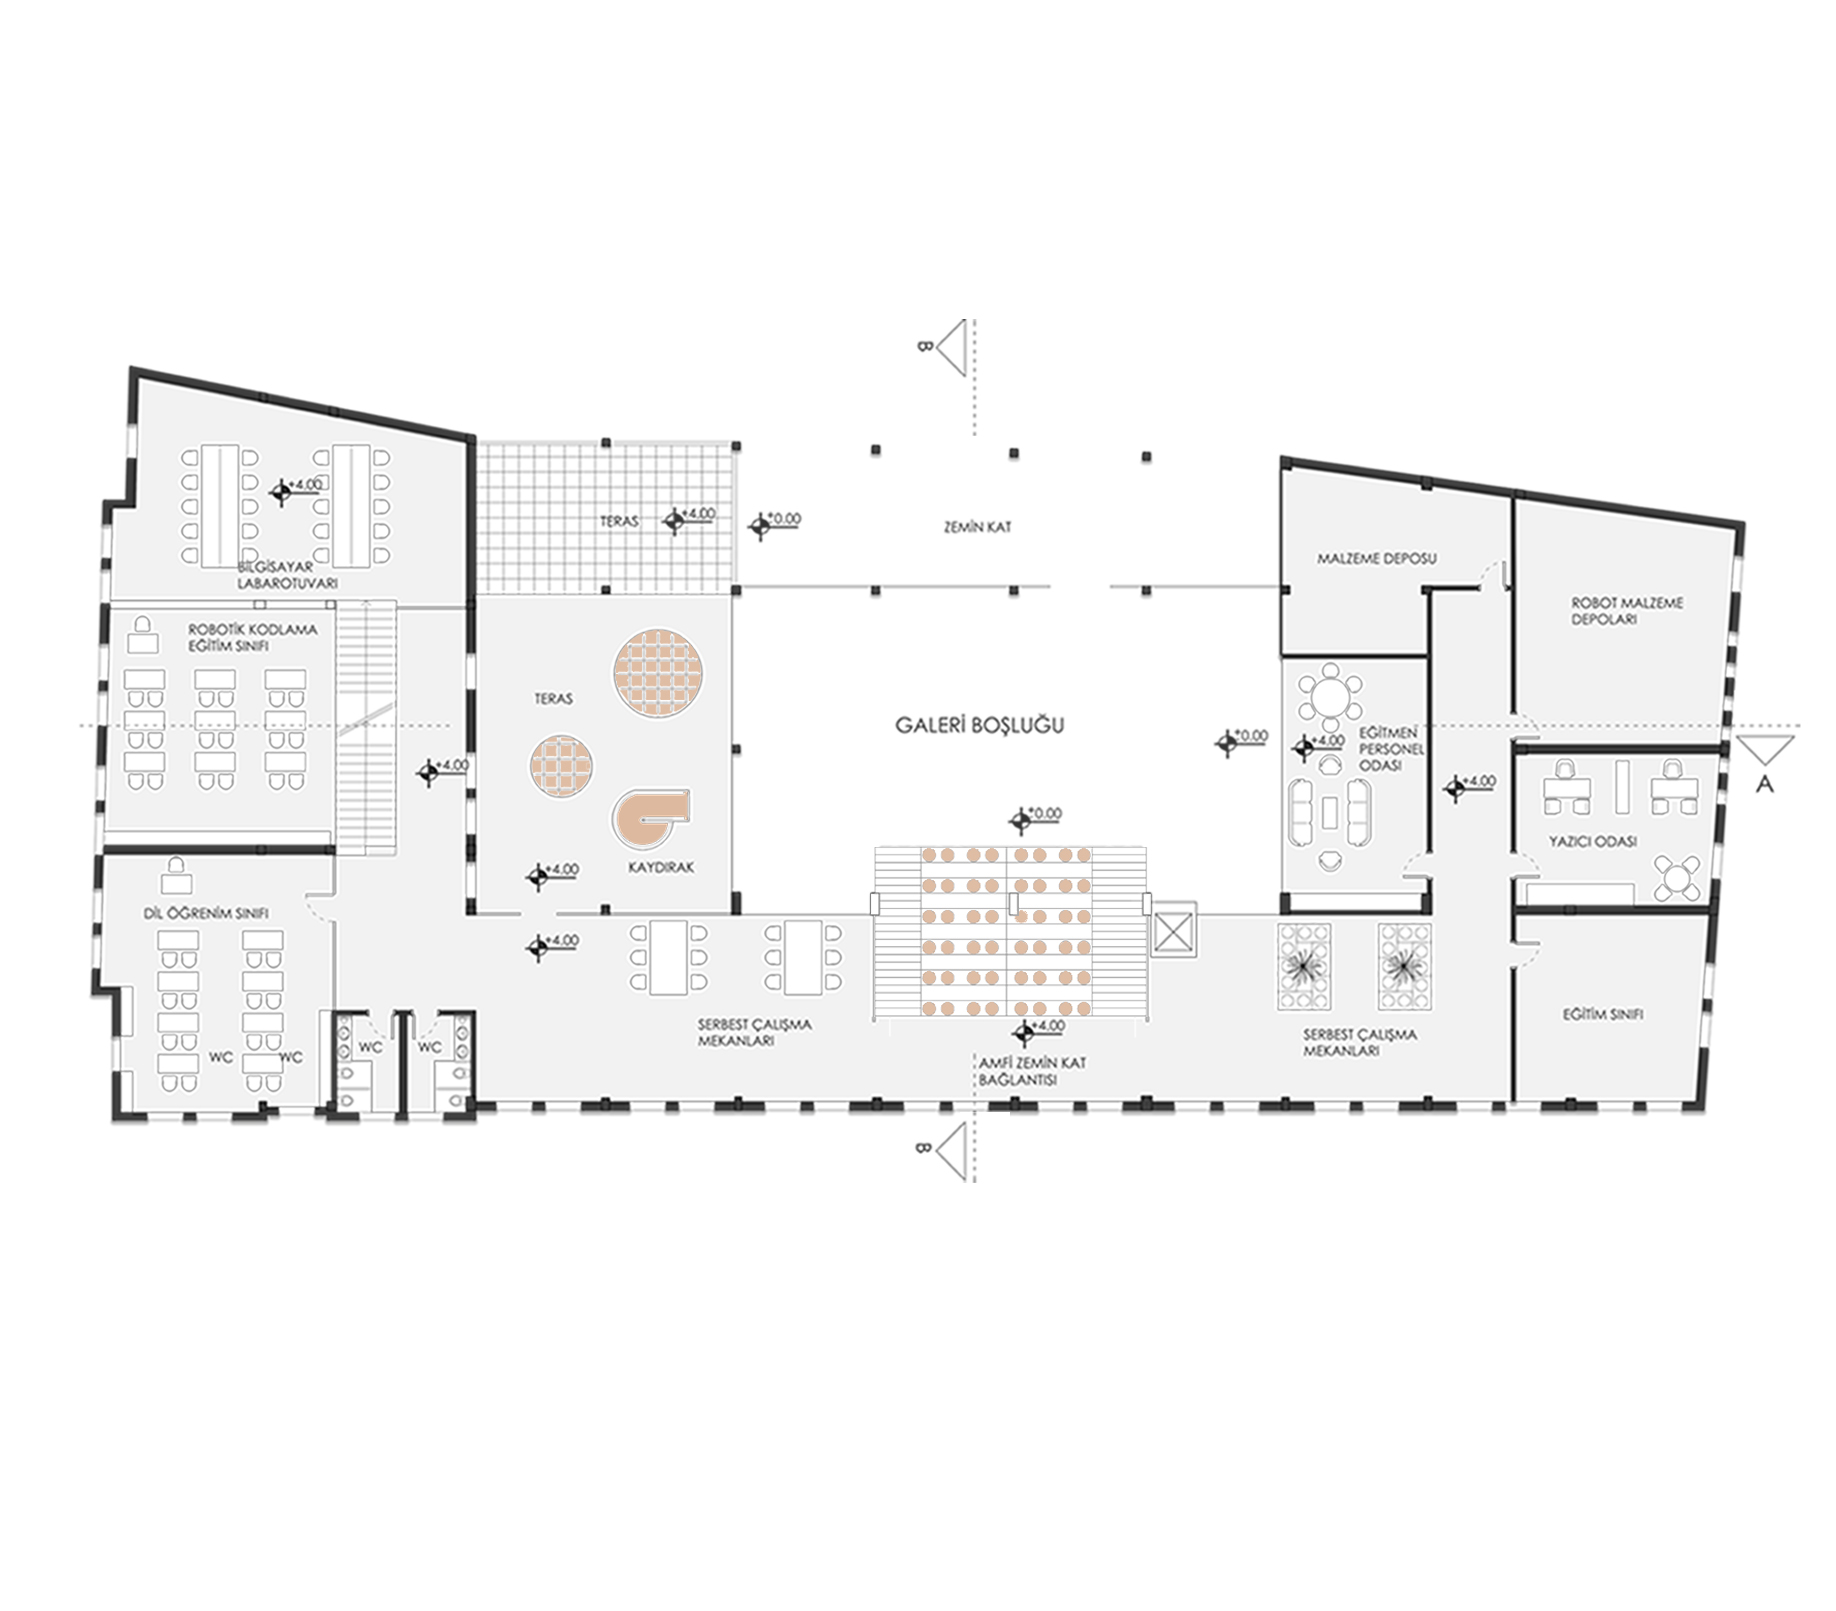 B
+4.00
BİLGİSAYAR
LABAROTUVARI
TERAS
+4.00
±0.00
ZEMİN KAT
MALZEME DEPOSU
ROBOT MALZEME
DEPOLARI
ROBOTİK KODLAMA
EĞİTİM SINIFI
TERAS
GALERİ BOŞLUĞU
±0.00
+4.00
EĞİTMEN
PERSONEL
ODASI
A
+4.00
+4.00
±0.00
YAZICI ODASI
KAYDIRAK
+4.00
DİL ÖĞRENİM SINIFI
+4.00
SERBEST ÇALIŞMA
MEKANLARI
+4.00
SERBEST ÇALIŞMA
MEKANLARI
EĞİTİM SINIFI
WC
WC
WC
WC
AMFİ ZEMİN KAT
BAĞLANTISI
B